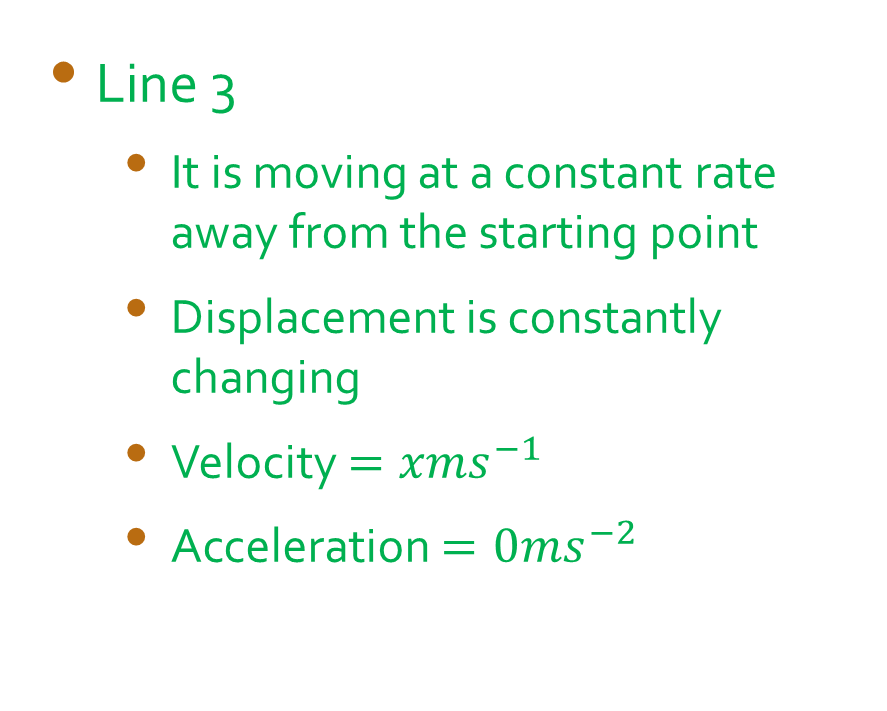 • Line 3
• It is moving at a constant rate
away from the starting point
• Displacement is constantly
changing
• Velocity = xms⁻¹
• Acceleration = 0ms⁻²